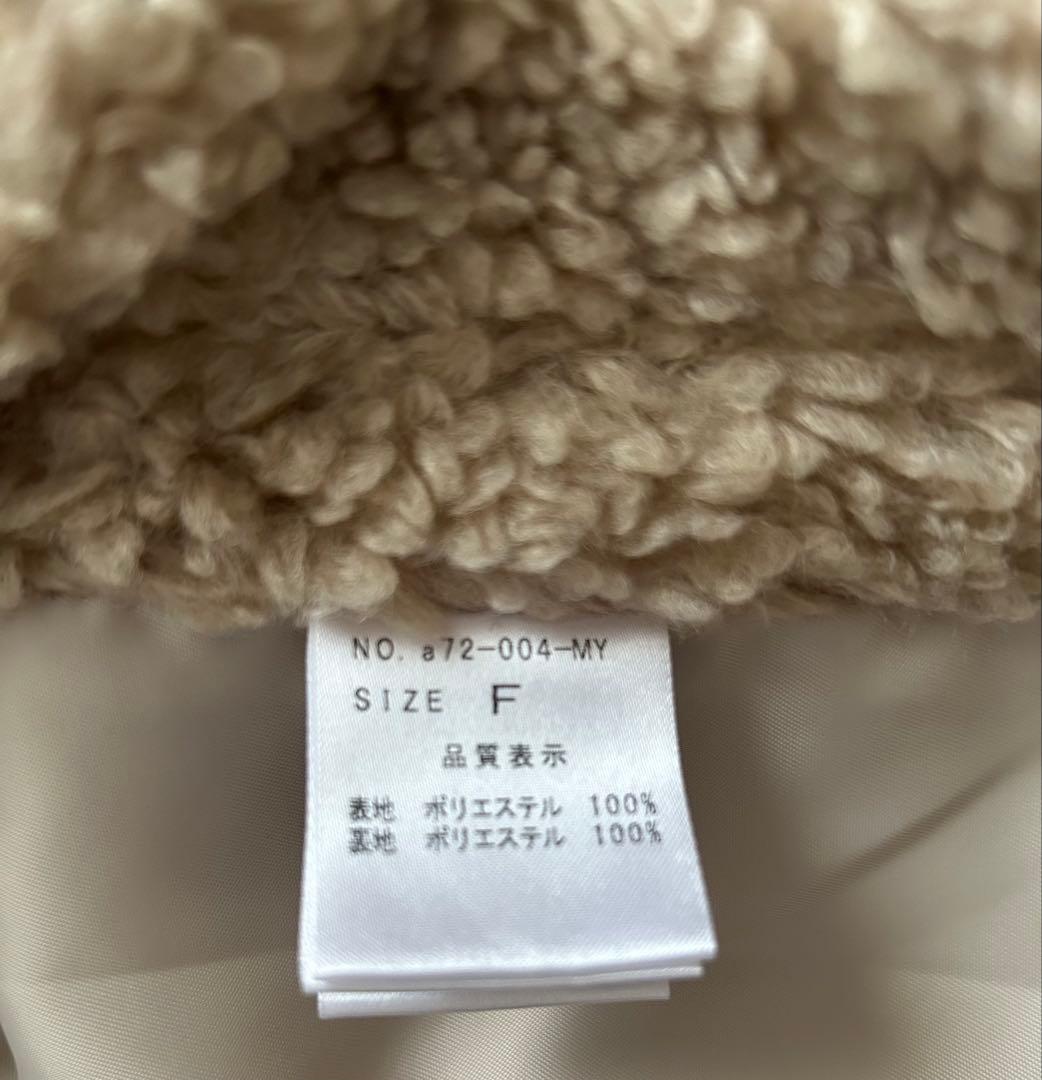 NO. a72-004-MY
SIZE F
品質表示
表地 ポリエステル 100%
裏地 ポリエステル 100%